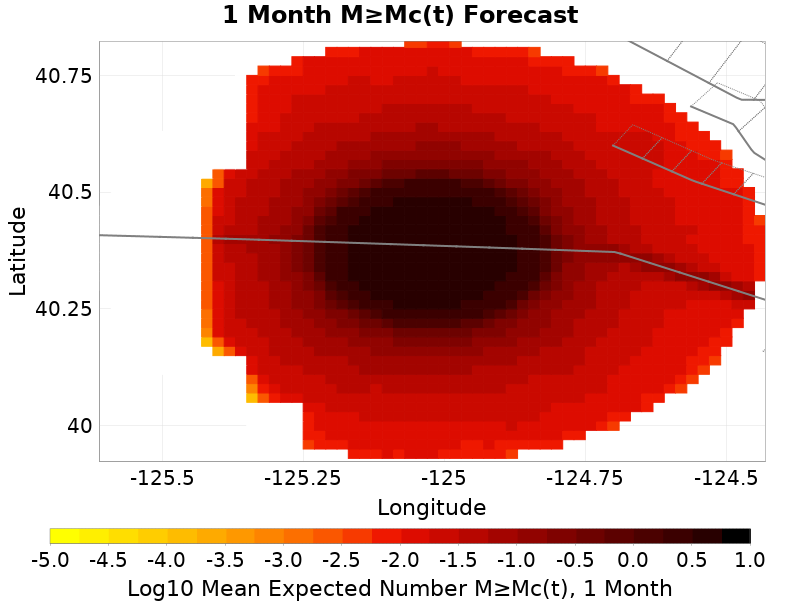 1 Month M≥Mc(t) Forecast
40.75
40.5
40.25
40
Latitude
-125.5 -125.25 -125 -124.75 -124.5
Longitude
-5.0 -4.5 -4.0 -3.5 -3.0 -2.5 -2.0 -1.5 -1.0 -0.5 0.0 0.5 1.0
Log10 Mean Expected Number M≥Mc(t), 1 Month